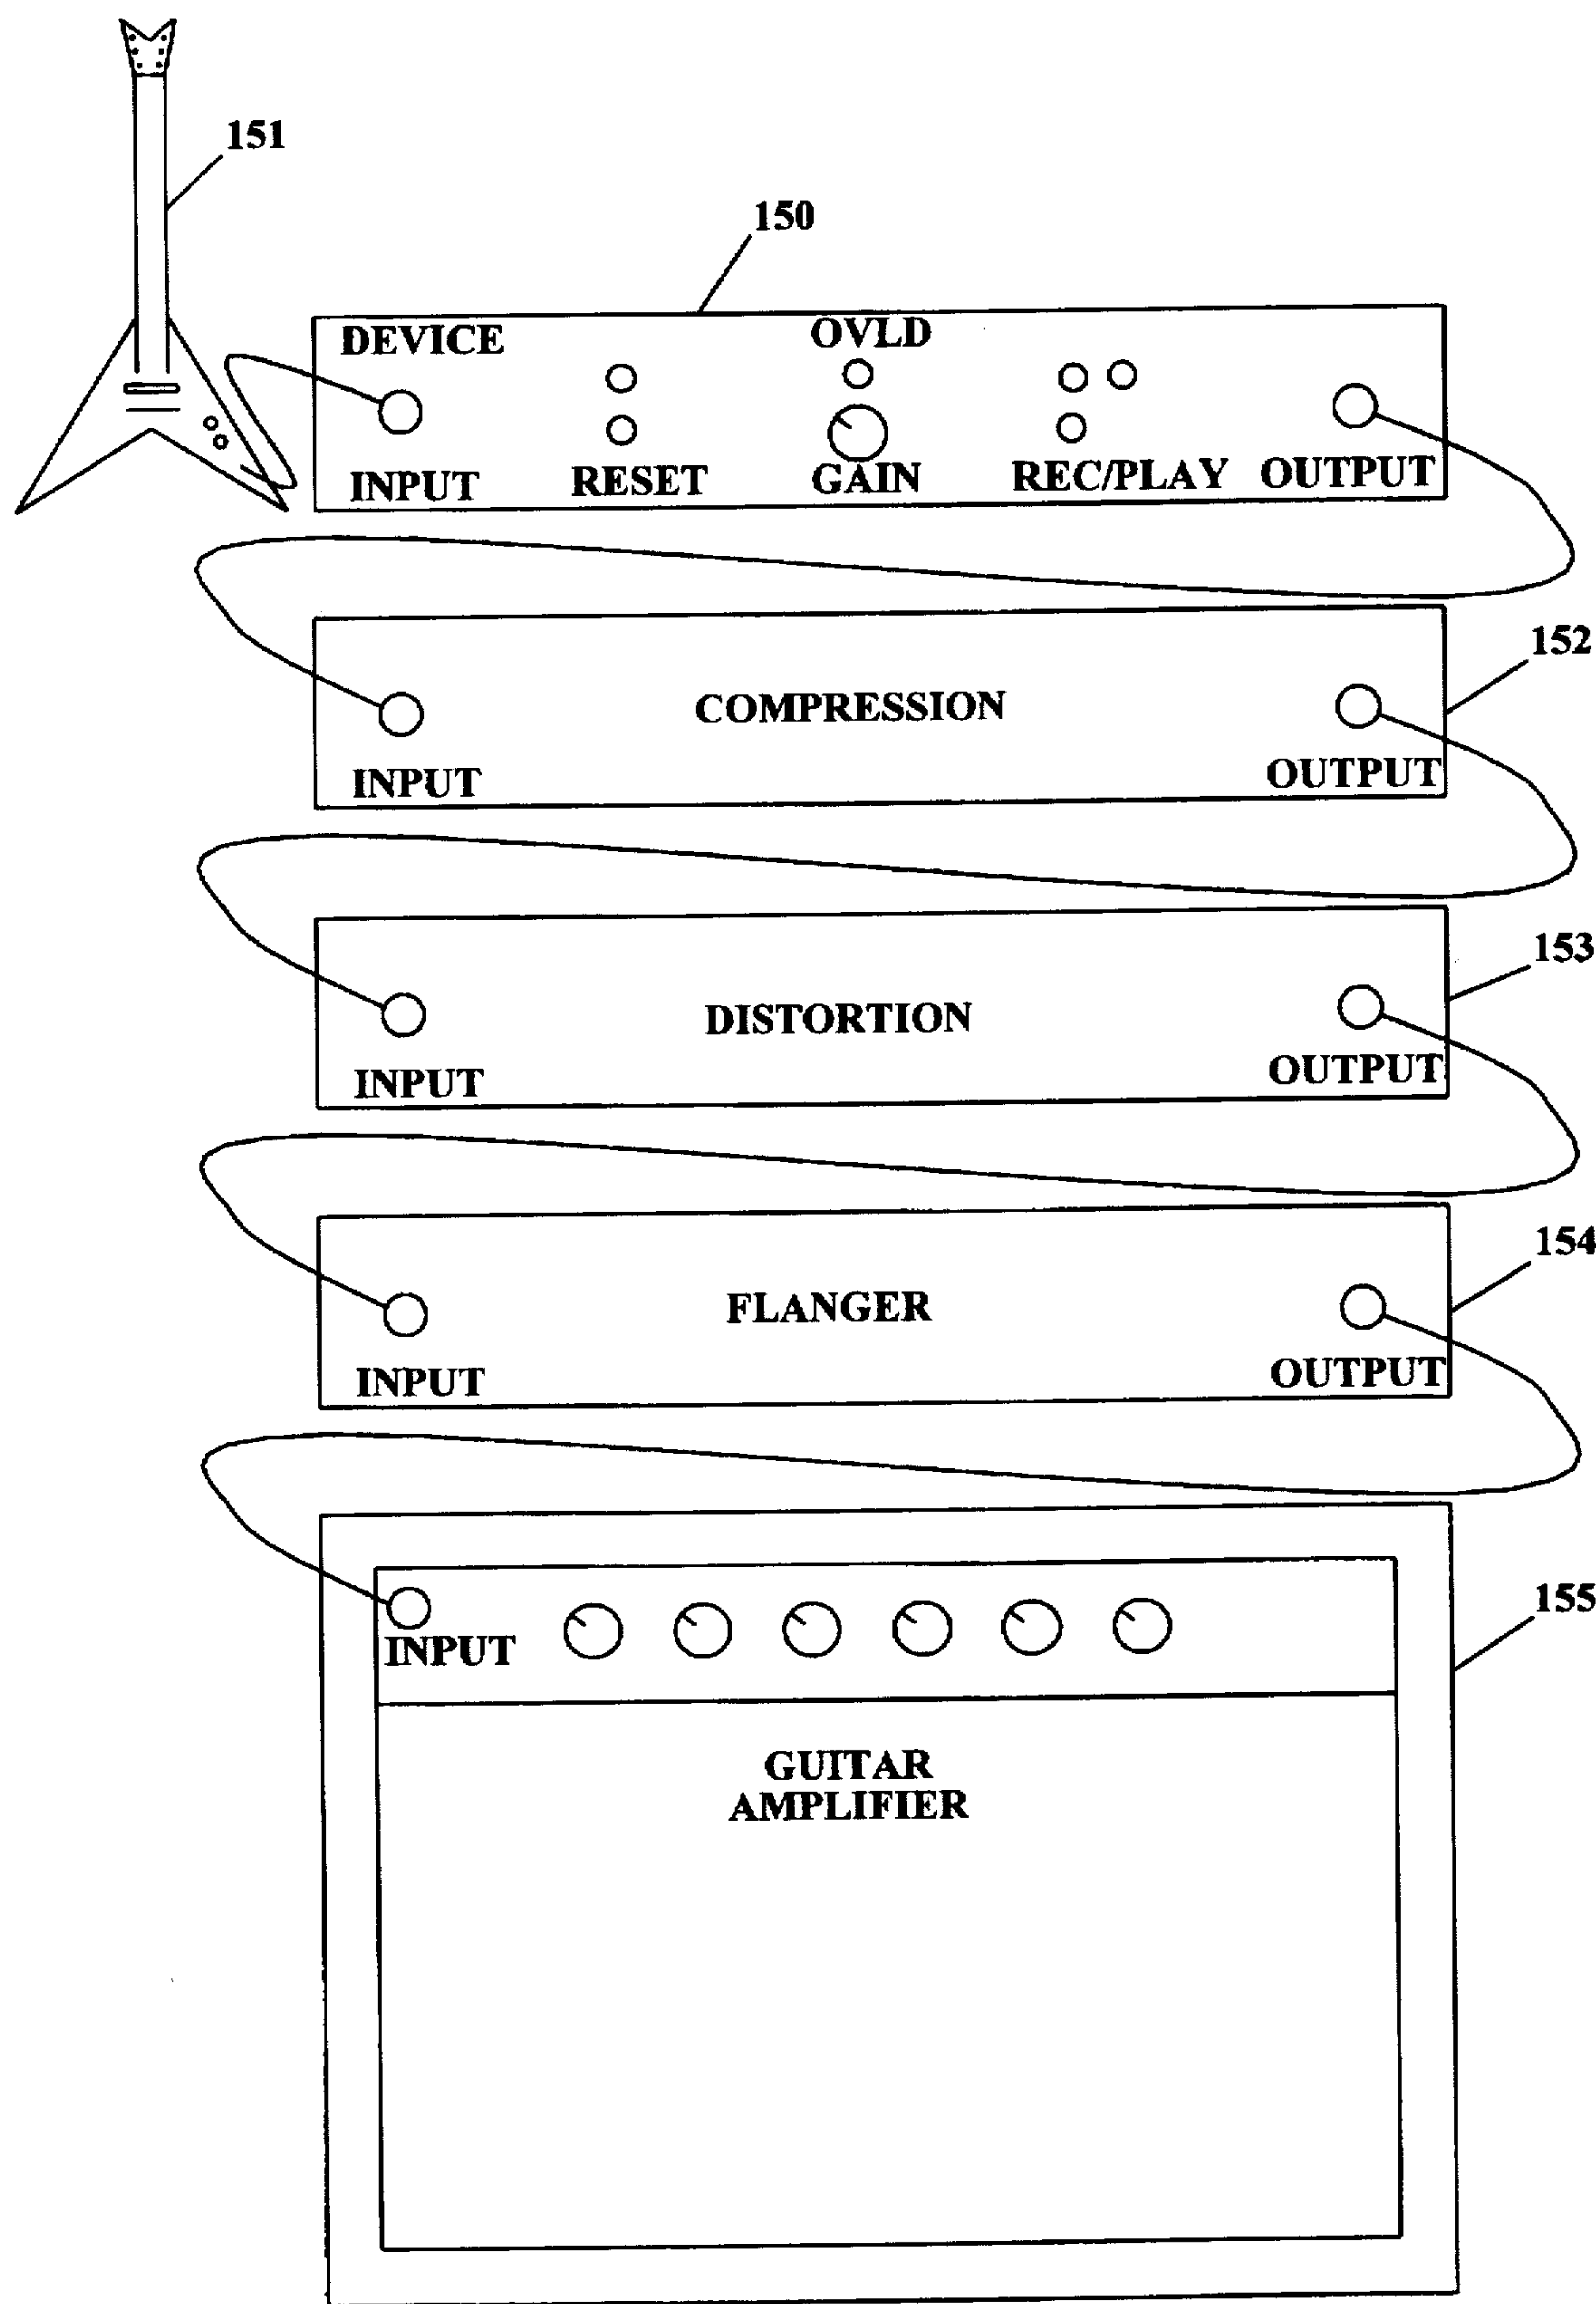 151
150
DEVICE
OVLD
INPUT
RESET
GAIN
REC/PLAY
OUTPUT
152
COMPRESSION
INPUT
OUTPUT
153
DISTORTION
INPUT
OUTPUT
154
FLANGER
INPUT
OUTPUT
155
INPUT
GUITAR
AMPLIFIER